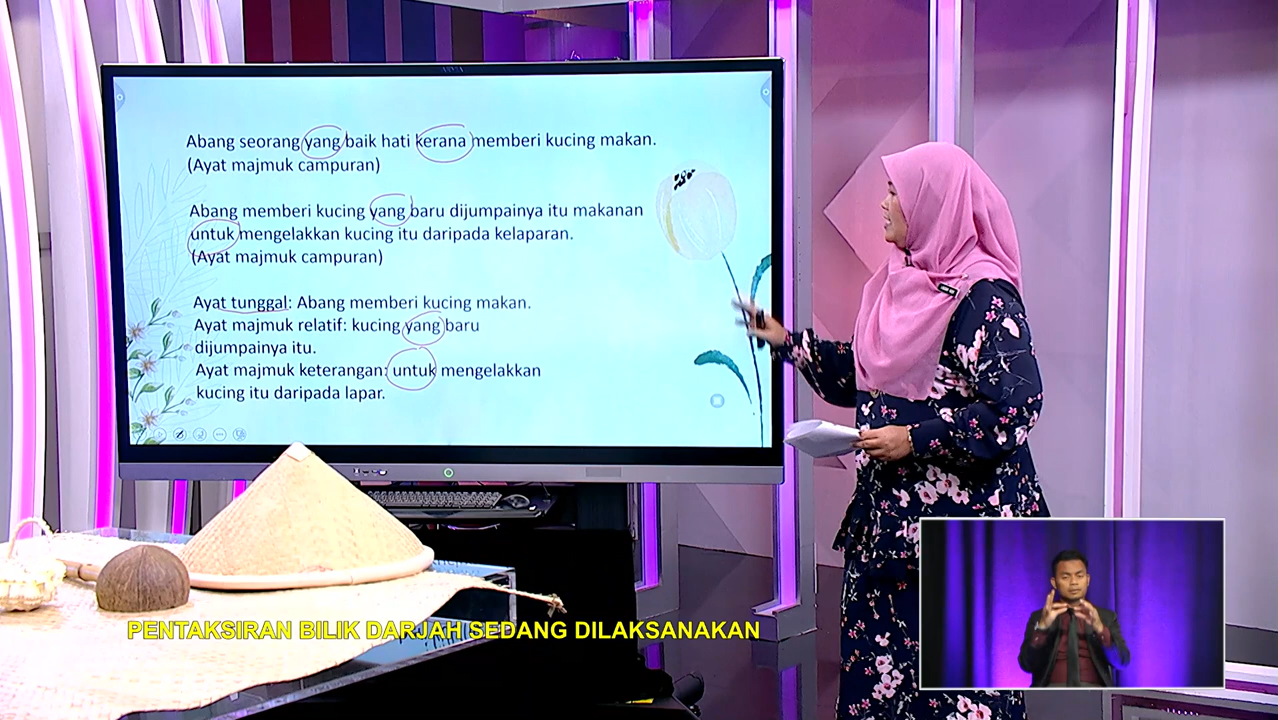 Abang seorang yang baik hati kerana memberi kucing makan.
(Ayat majmuk campuran)
Abang memberi kucing yang baru dijumpainya itu makanan
untuk mengelakkan kucing itu daripada kelaparan.
(Ayat majmuk campuran)
Ayat tunggal: Abang memberi kucing makan.
Ayat majmuk relatif: kucing yang baru
dijumpainya itu.
Ayat majmuk keterangan: untuk mengelakkan
kucing itu daripada lapar.
PENTAKSIRAN BILIK DARJAH SEDANG DILAKSANAKAN